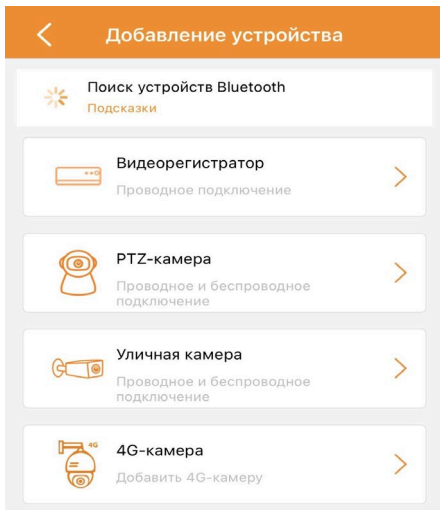 Добавление устройства
Поиск устройств Bluetooth
Подсказки
Видеорегистратор
Проводное подключение
PTZ-камера
Проводное и беспроводное
подключение
Уличная камера
Проводное и беспроводное
подключение
4G
4G-камера
Добавить 4G-камеру